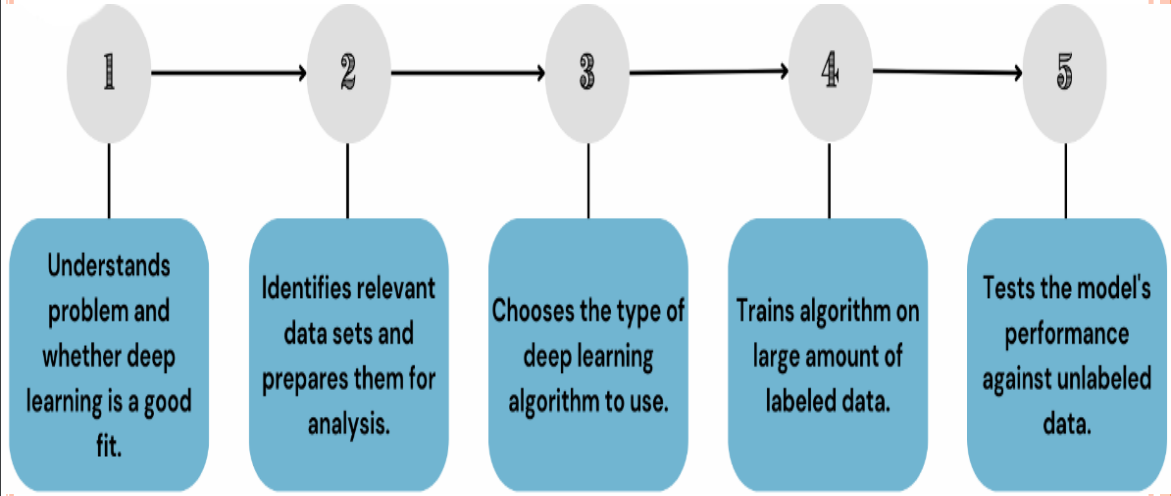 1
2
3
4
5
Understands
problem and
whether deep
learning is a good
fit.
Identifies relevant
data sets and
prepares them for
analysis.
Chooses the type of
deep learning
algorithm to use.
Trains algorithm on
large amount of
labeled data.
Tests the model's
performance
against unlabeled
data.